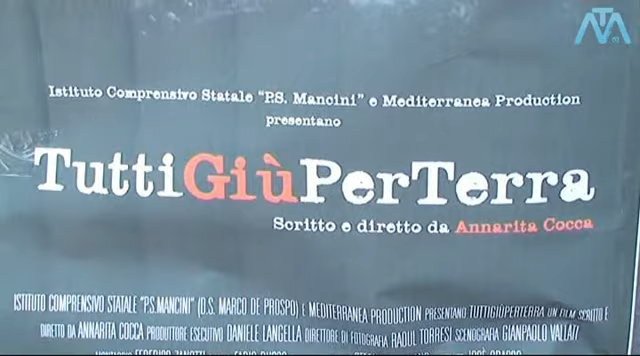 Istituto Comprensivo Statale "P.S. Mancini" e Mediterranea Production
presentano
TuttiGiùPerTerra
Scritto e diretto da Annarita Cocca
ISTITUTO COMPRENSIVO STATALE "P.S.MANCINI" (D.S. MARCO DE PROSPO) E MEDITERRANEA PRODUCTION PRESENTANO TUTTIGIÙPERTERRA UN FILM SCRITTO E
DIRETTO DA ANNARITA COCCA PRODUTTORE ESECUTIVO DANIELE LANGELLA DIRETTORE DI FOTOGRAFIA RAOUL TORRESI SCENOGRAFIA GIANPAOLO VALLATI